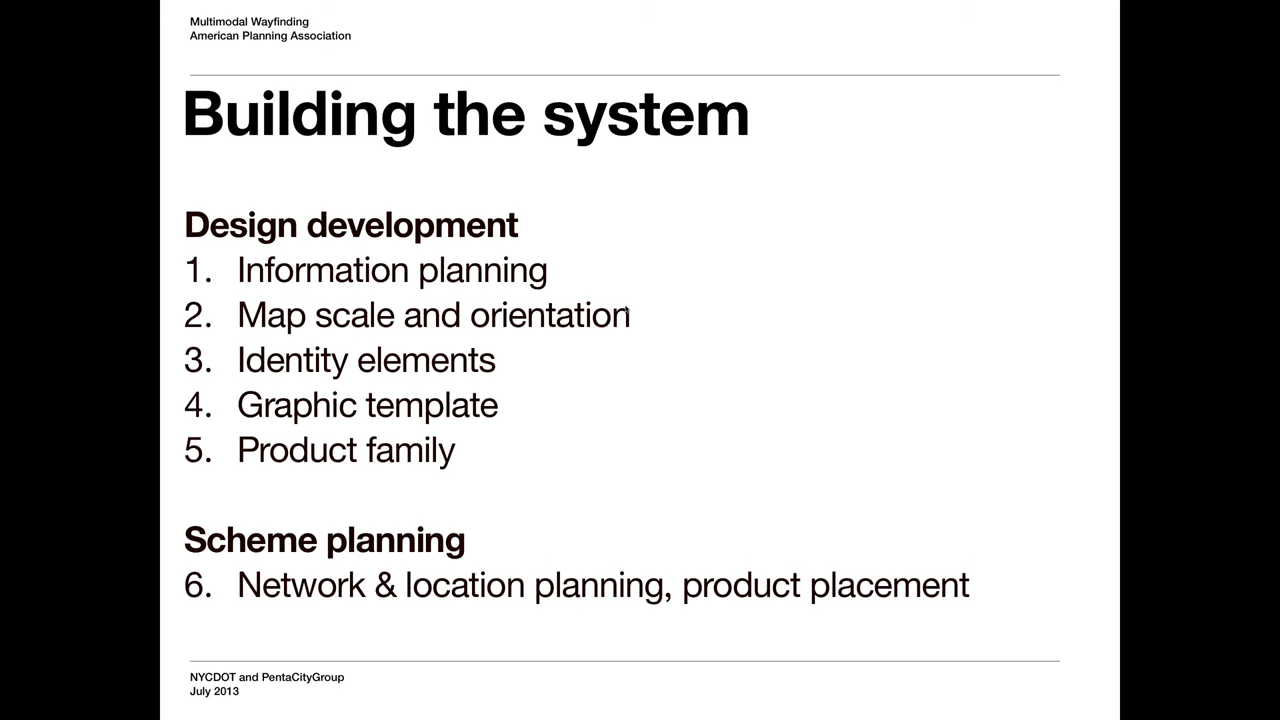 Multimodal Wayfinding
American Planning Association
Building the system
Design development
1. Information planning
2. Map scale and orientation
3. Identity elements
4. Graphic template
5. Product family
Scheme planning
6. Network & location planning, product placement
NYCDOT and PentaCityGroup
July 2013